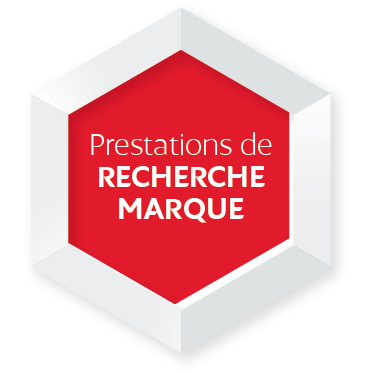 Prestations de
RECHERCHE
MARQUE